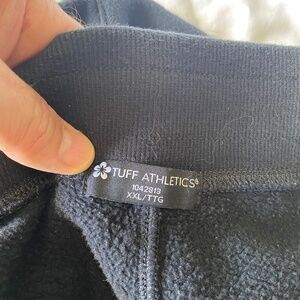 TUFF ATHLETICS®
1042813
XXL/TTG